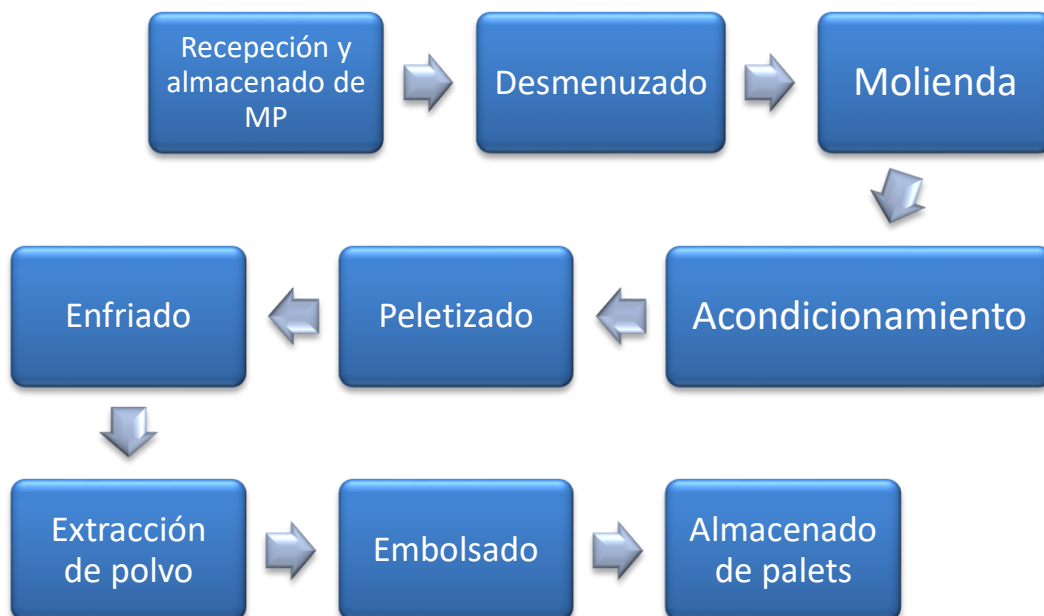 Recepeción y
almacenado de
MP
Desmenuzado
Molienda
Acondicionamiento
Peletizado
Enfriado
Extracción
de polvo
Embolsado
Almacenado
de palets